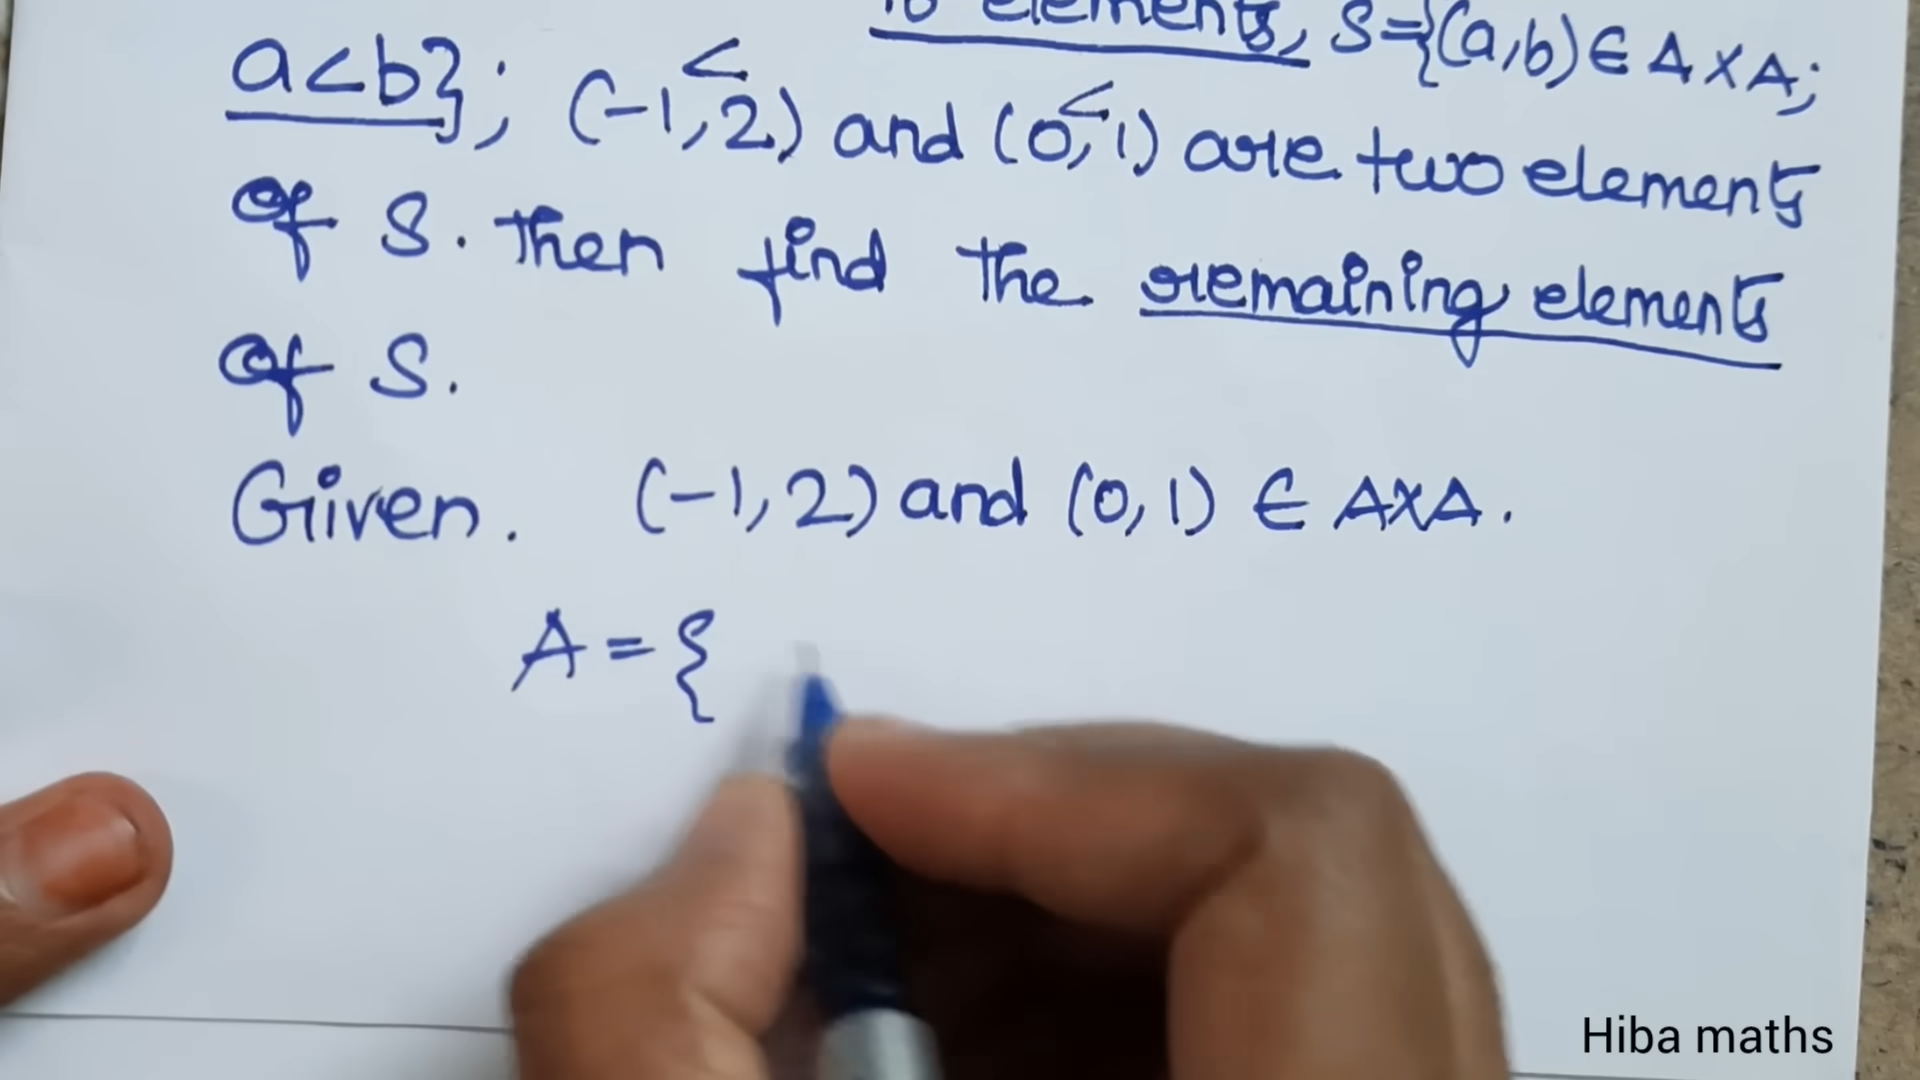 elements, S={(a,b)∈A×A;
a<b}; (-1,2) and (0,1) are two elements
<
<
of S. Then find the remaining elements
of S.
Given. (-1,2) and (0,1) ∈ A×A.
A={
Hiba maths